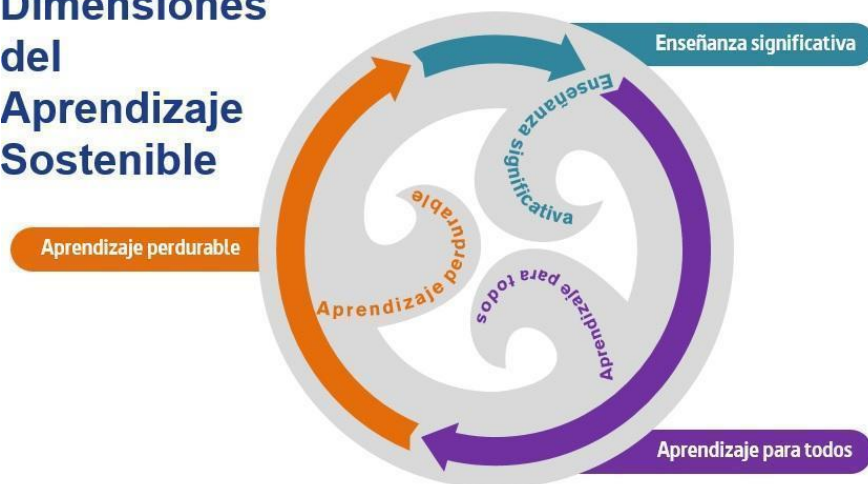 Dimensiones
del
Aprendizaje
Sostenible
Enseñanza significativa
Enseñanza significativa
Aprendizaje perdurable
Aprendizaje perdurable
Aprendizaje para todos
Aprendizaje para todos